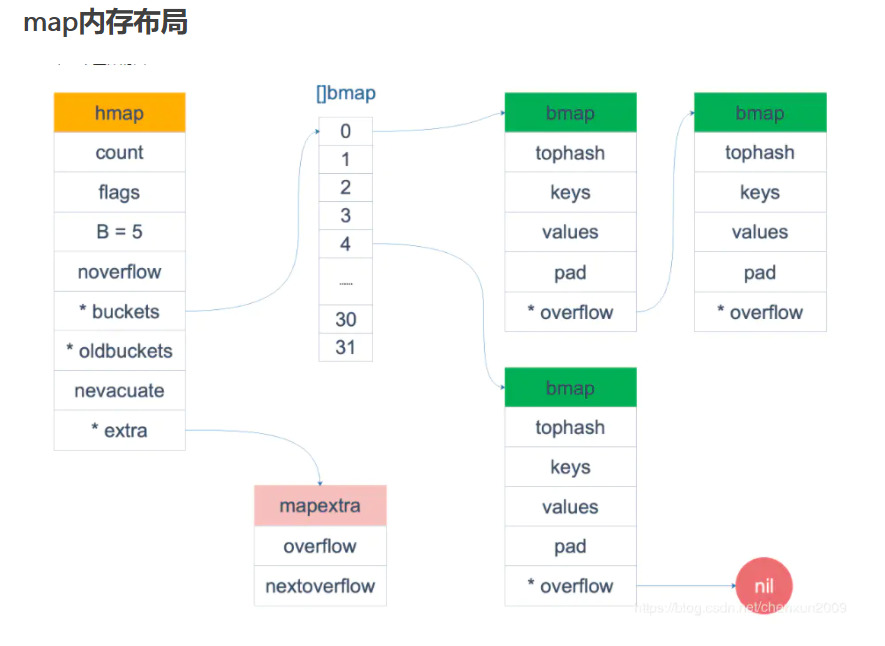 map内存布局
[]bmap
hmap
count
flags
B = 5
noverflow
* buckets
* oldbuckets
nevacuate
* extra
0
1
2
3
4
......
30
31
bmap
tophash
keys
values
pad
* overflow
bmap
tophash
keys
values
pad
* overflow
bmap
tophash
keys
values
pad
* overflow
nil
mapextra
overflow
nextoverflow
https://blog.csdn.net/chenxun2009